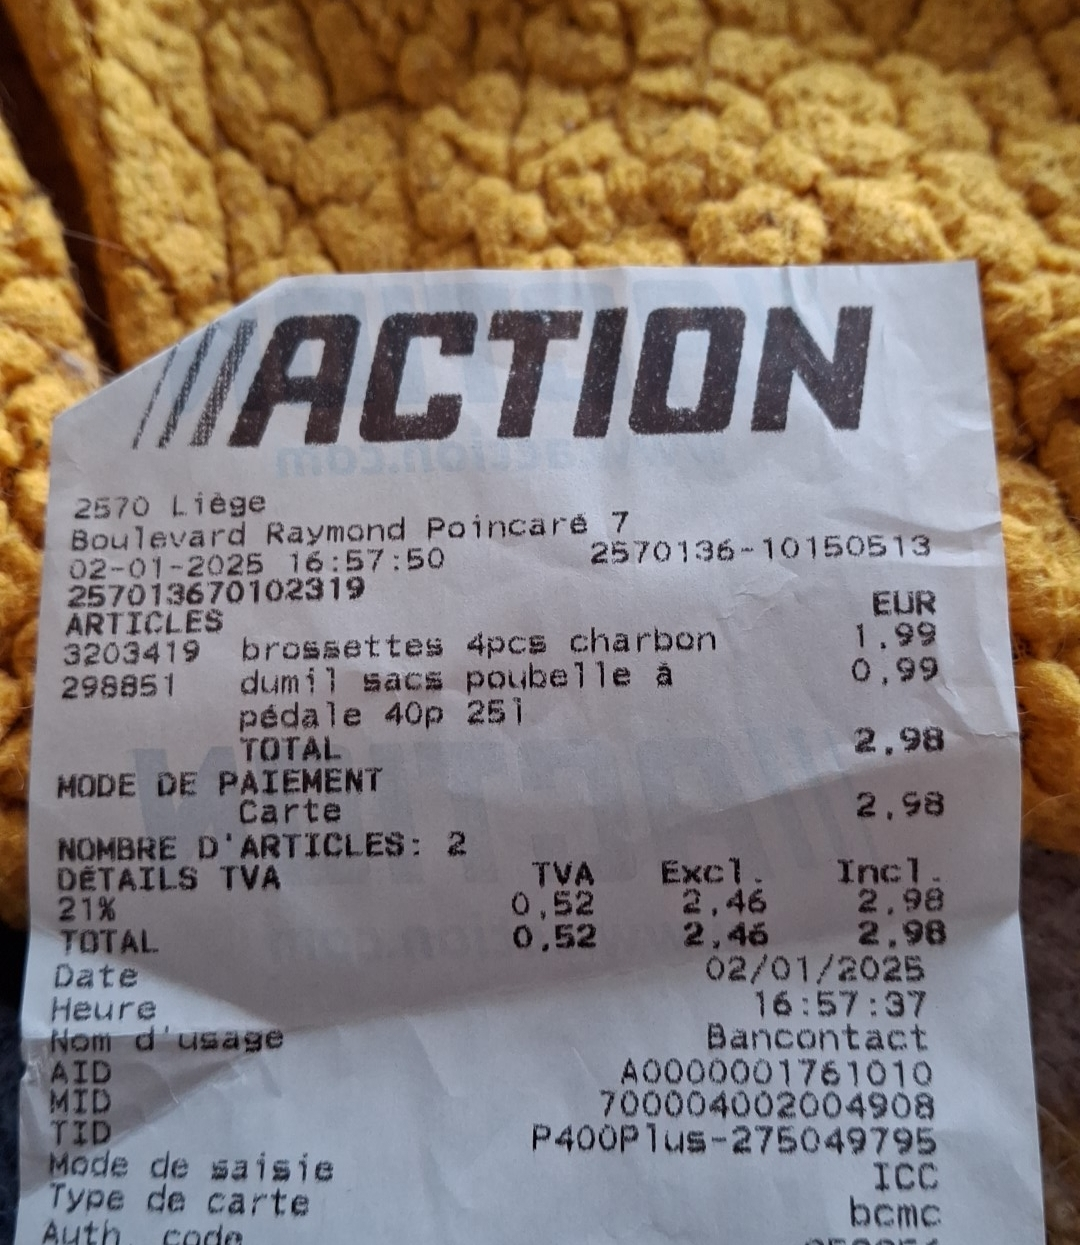 ACTION
2570 Liège
Boulevard Raymond Poincaré 7
02-01-2025 16:57:50 2570136-10150513
257013670102319
ARTICLES EUR
3203419 brossettes 4pcs charbon 1,99
298851 dumil sacs poubelle à 0,99
pédale 40p 25l
TOTAL 2,98
MODE DE PAIEMENT
Carte 2,98
NOMBRE D'ARTICLES: 2
DÉTAILS TVA TVA Excl. Incl.
21% 0,52 2,46 2,98
TOTAL 0,52 2,46 2,98
Date 02/01/2025
Heure 16:57:37
Nom d'usage Bancontact
AID A0000001761010
MID 700004002004908
TID P400Plus-275049795
Mode de saisie ICC
Type de carte bcmc
Auth. code